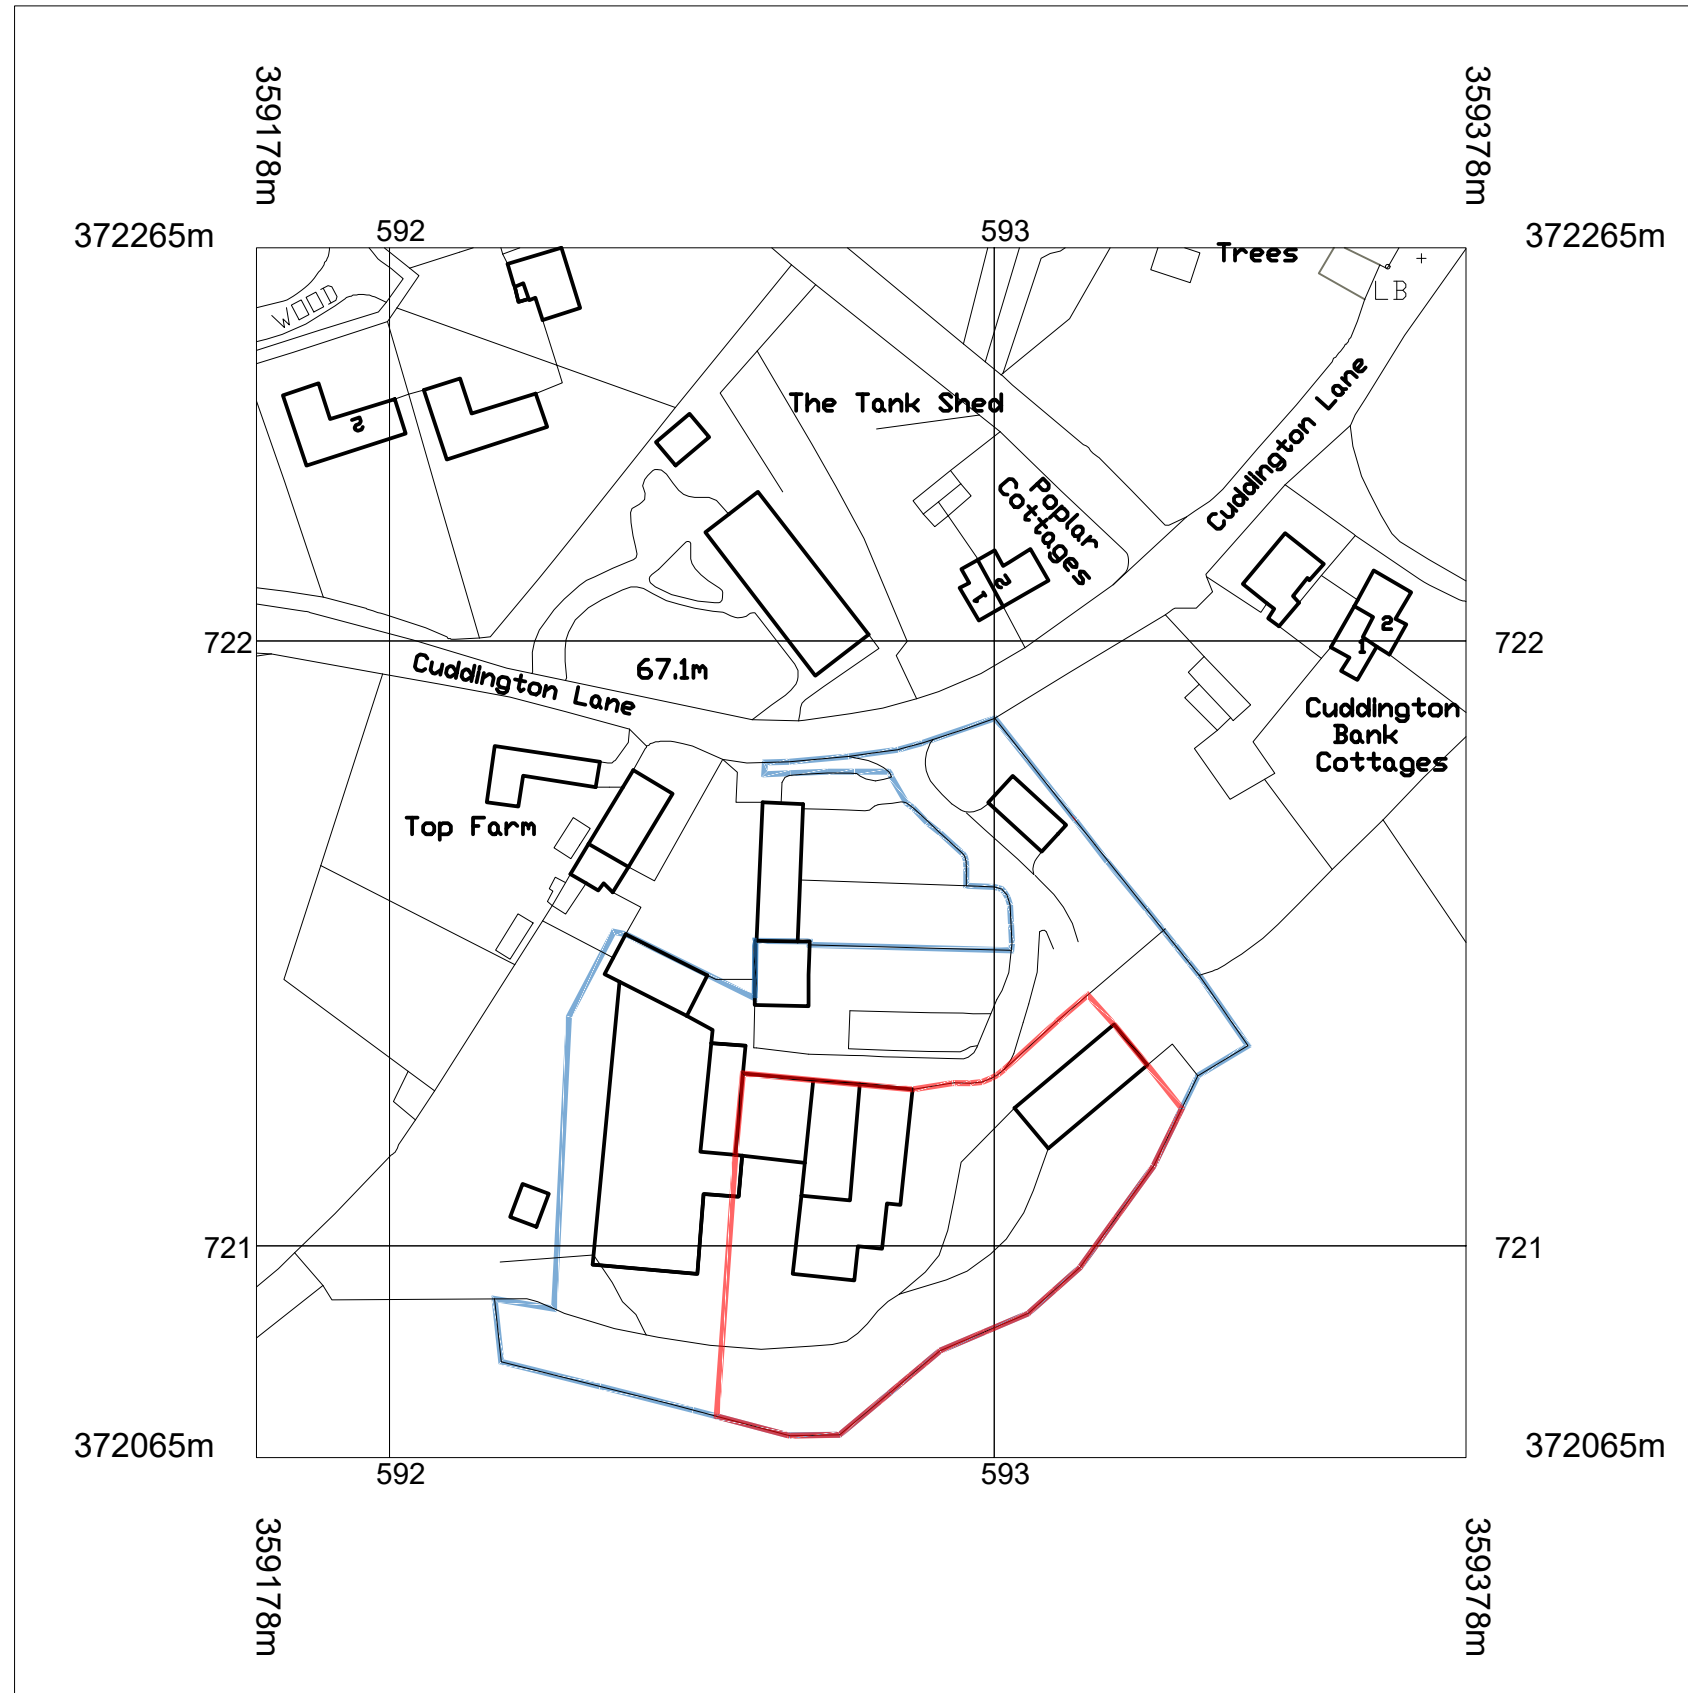 359178m
359378m
372265m
592
593
372265m
Trees
WOOD
LB
The Tank Shed
Cuddington Lane
2
Poplar
Cottages
2
1
722
722
2
1
67.1m
Cuddington Lane
Cuddington
Bank
Cottages
Top Farm
721
721
372065m
592
593
372065m
359178m
359378m